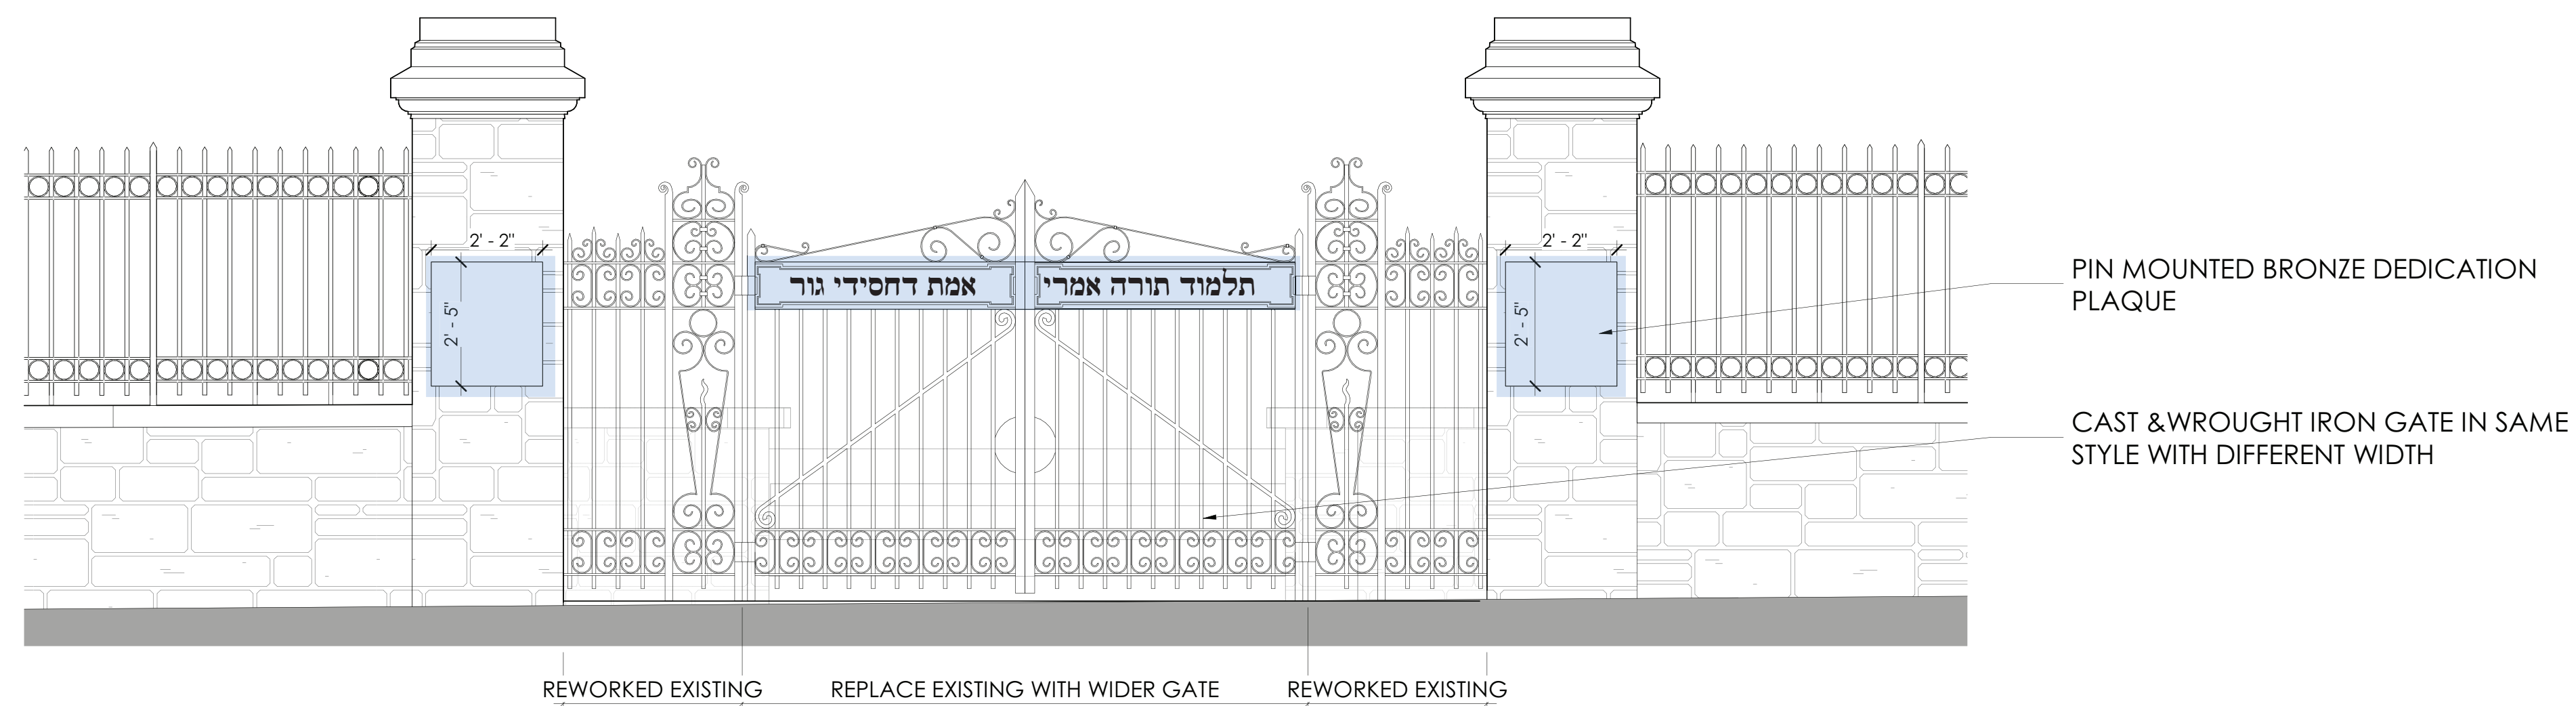 2' - 2"
2' - 2"
2' - 5"
2' - 5"
תלמוד תורה אמרי
אמת דחסידי גור
PIN MOUNTED BRONZE DEDICATION
PLAQUE
CAST &WROUGHT IRON GATE IN SAME
STYLE WITH DIFFERENT WIDTH
REWORKED EXISTING
REPLACE EXISTING WITH WIDER GATE
REWORKED EXISTING